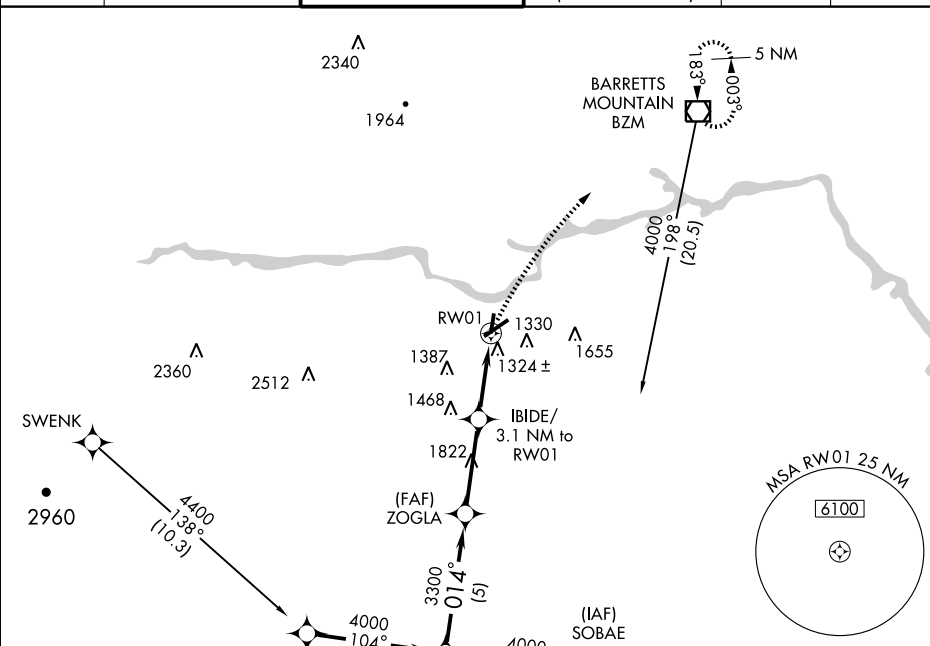 2340
1964
5 NM
183°
003°
BARRETTS
MOUNTAIN
BZM
4000
198°
(20.5)
RW01
1330
1655
1387
1324 ±
2360
2512
1468
IBIDE/
3.1 NM to
RW01
SWENK
1822
2960
(FAF)
ZOGLA
4400
138°
(10.3)
MSA RW01 25 NM
6100
3300
014°
(5)
(IAF)
SOBAE
4000
104°
4000